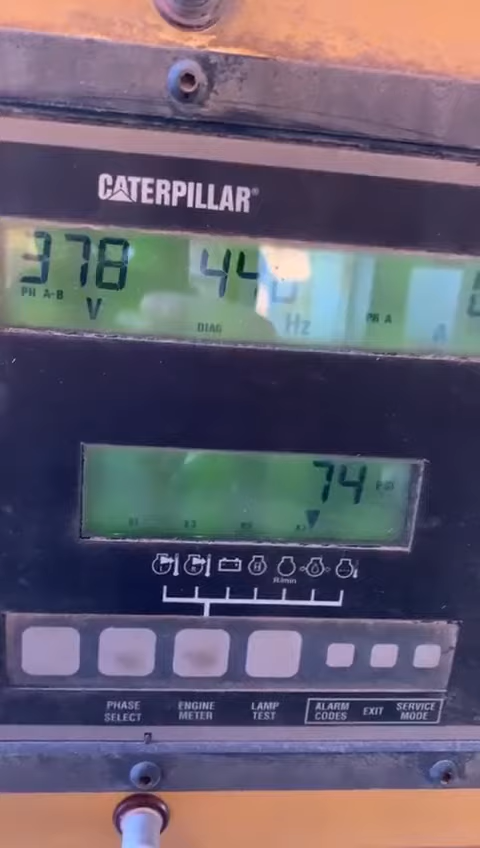 CATERPILLAR®
378
PH A-B
V
DIAG
Hz
PH A
A
74 PSI
R/min
PHASE
SELECT
ENGINE
METER
LAMP
TEST
ALARM
CODES
EXIT
SERVICE
MODE